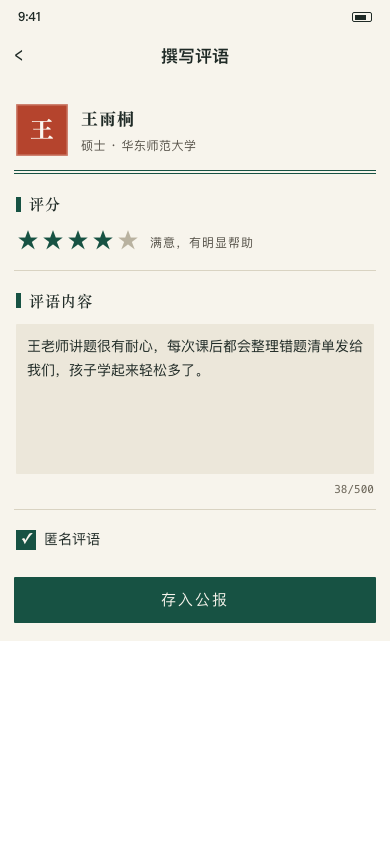 9:41
撰写评语
王
王雨桐
硕士 · 华东师范大学
评分
满意，有明显帮助
评语内容
王老师讲题很有耐心，每次课后都会整理错题清单发给
我们，孩子学起来轻松多了。
38/500
匿名评语
存入公报